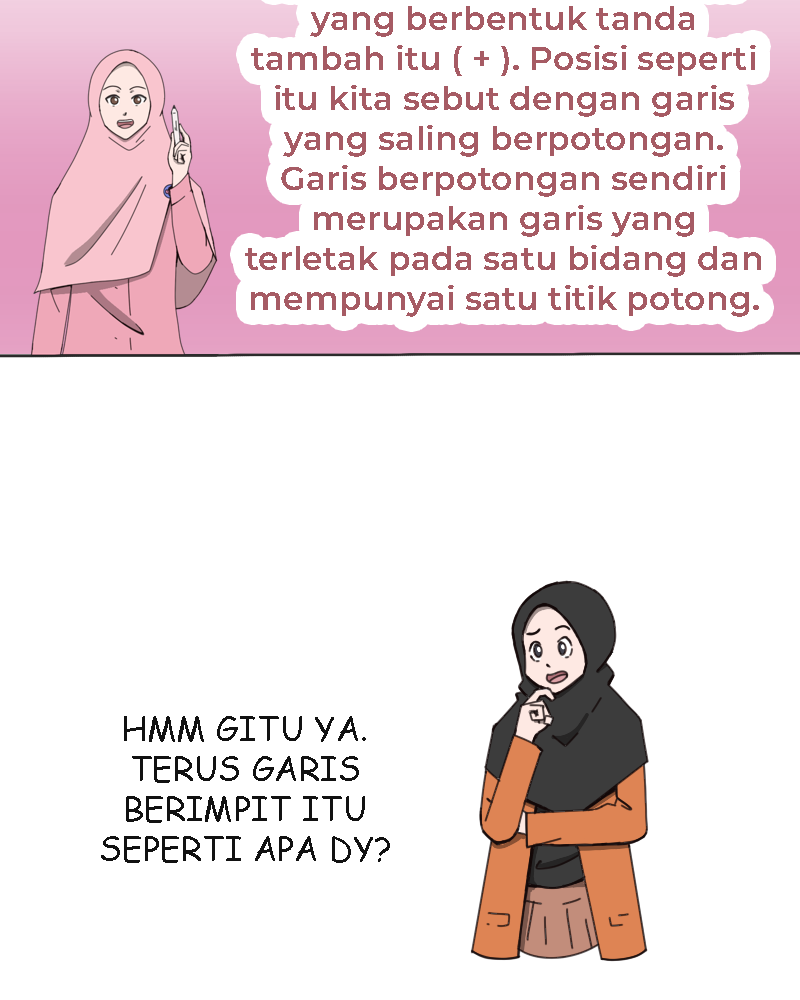 yang berbentuk tanda
tambah itu ( + ). Posisi seperti
itu kita sebut dengan garis
yang saling berpotongan.
Garis berpotongan sendiri
merupakan garis yang
terletak pada satu bidang dan
mempunyai satu titik potong.
HMM GITU YA.
TERUS GARIS
BERIMPIT ITU
SEPERTI APA DY?